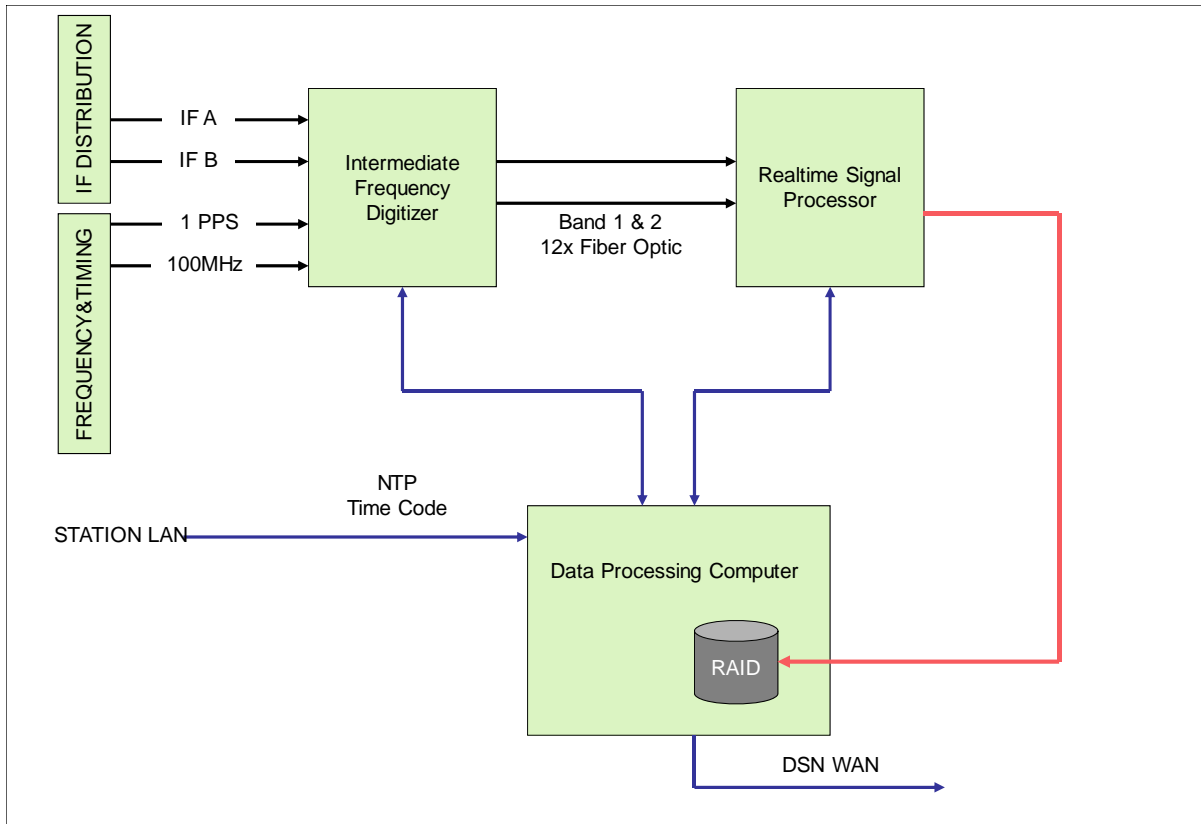 IF DISTRIBUTION
IF A
IF B
FREQUENCY&TIMING
1 PPS
100MHz
Intermediate
Frequency
Digitizer
Band 1 & 2
12x Fiber Optic
Realtime Signal
Processor
NTP
Time Code
STATION LAN
Data Processing Computer
RAID
DSN WAN